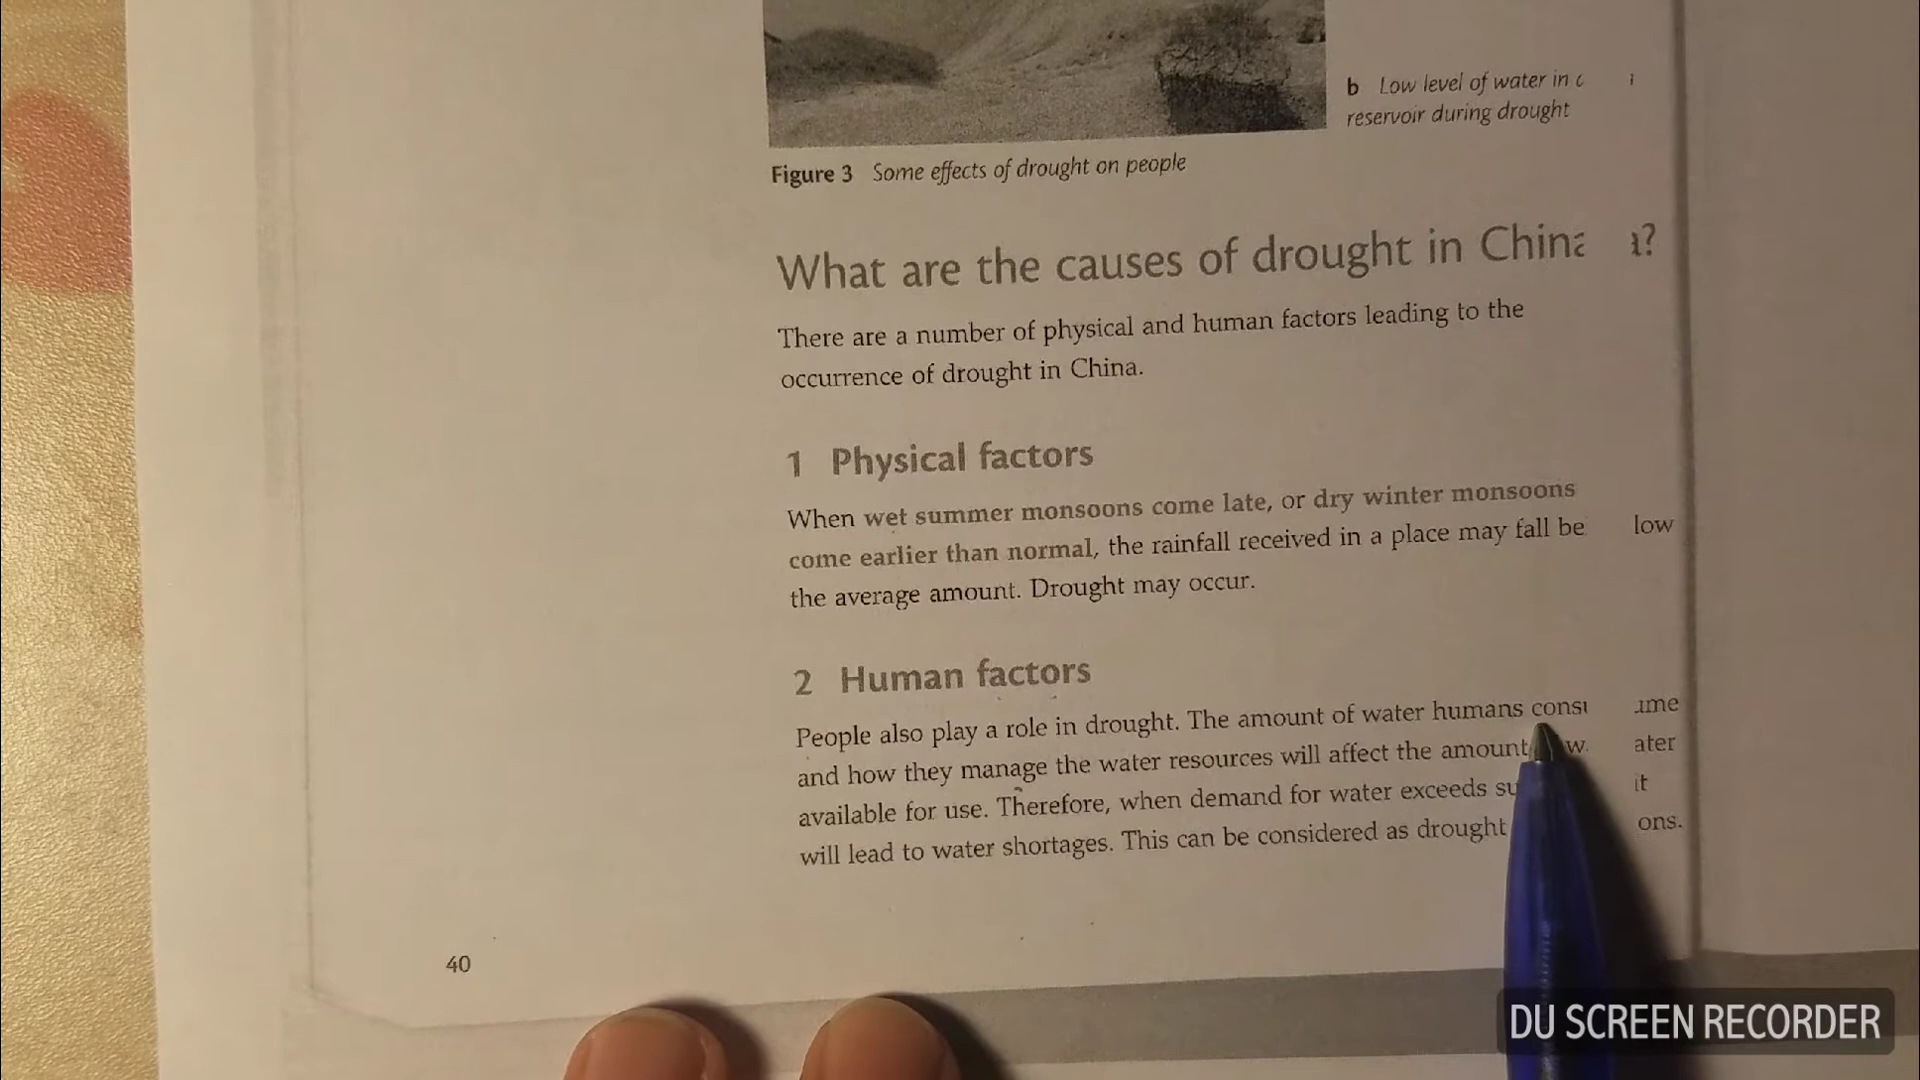 b Low level of water in
reservoir during drought
Figure 3 Some effects of drought on people
What are the causes of drought in China?
There are a number of physical and human factors leading to the
occurrence of drought in China.
1 Physical factors
When wet summer monsoons come late, or dry winter monsoons
come earlier than normal, the rainfall received in a place may fall be low
the average amount. Drought may occur.
2 Human factors
People also play a role in drought. The amount of water humans consume
and how they manage the water resources will affect the amount water
available for use. Therefore, when demand for water exceeds it
will lead to water shortages. This can be considered as drought
40
DU SCREEN RECORDER